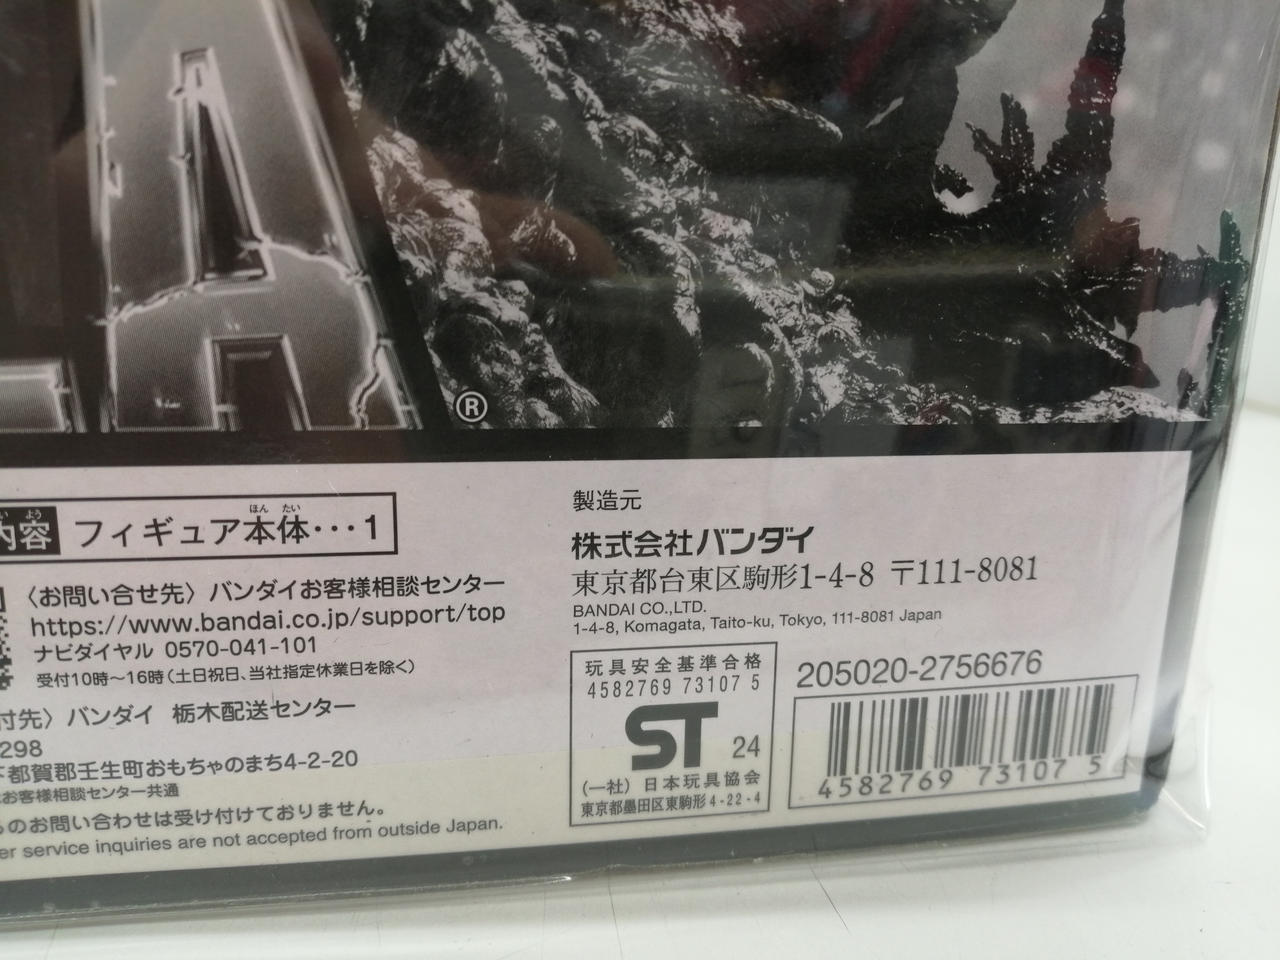 ®
内容 フィギュア本体･･･1
ほん たい
〈お問い合せ先〉バンダイお客様相談センター
https://www.bandai.co.jp/support/top
ナビダイヤル 0570-041-101
受付10時〜16時（土日祝日、当社指定休業日を除く）
付先〉バンダイ 栃木配送センター
298
下都賀郡壬生町おもちゃのまち4-2-20
お客様相談センター共通
のお問い合わせは受け付けておりません。
er service inquiries are not accepted from outside Japan.
製造元
株式会社バンダイ
東京都台東区駒形1-4-8 〒111-8081
BANDAI CO.,LTD.
1-4-8, Komagata, Taito-ku, Tokyo, 111-8081 Japan
玩具安全基準合格
4582769 73107 5
ST 24
(一社) 日本玩具協会
東京都墨田区東駒形4-22-4
205020-2756676
4582769 73107 5